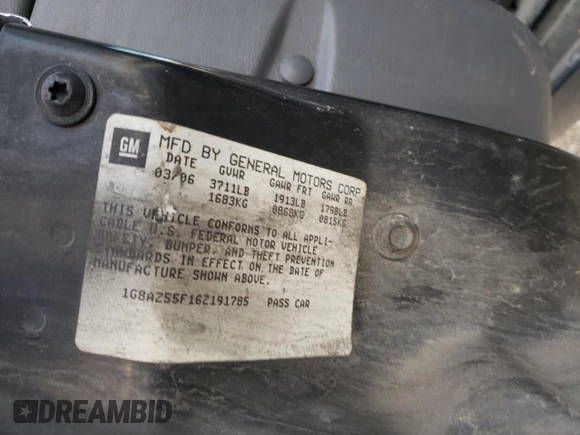 GM
MFD BY GENERAL MOTORS CORP
DATE GVWR GAWR FRT GAWR RR
03/06 3711LB 1913LB 1798LB
1683KG 0868KG 0815KG
THIS VEHICLE CONFORMS TO ALL APPLI-
CABLE U.S. FEDERAL MOTOR VEHICLE
SAFETY, BUMPER, AND THEFT PREVENTION
STANDARDS IN EFFECT ON THE DATE OF
MANUFACTURE SHOWN ABOVE.
1G8AZ55F16Z191785 PASS CAR
DREAMBID